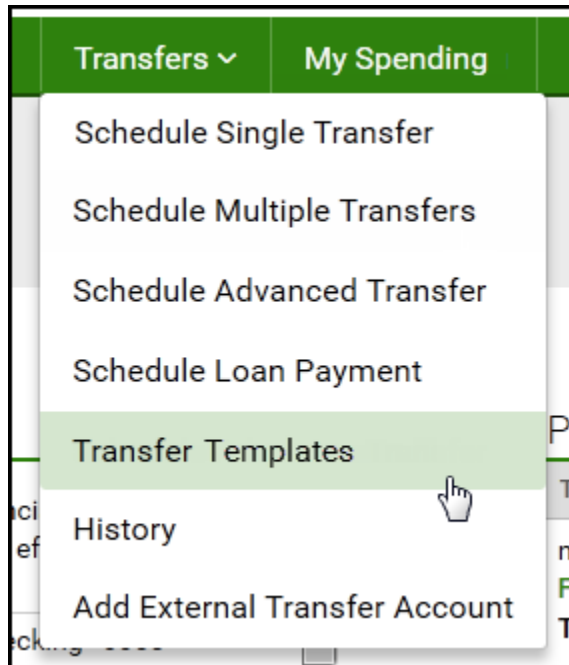 Transfers My Spending
Schedule Single Transfer
Schedule Multiple Transfers
Schedule Advanced Transfer
Schedule Loan Payment
Transfer Templates
History
Add External Transfer Account